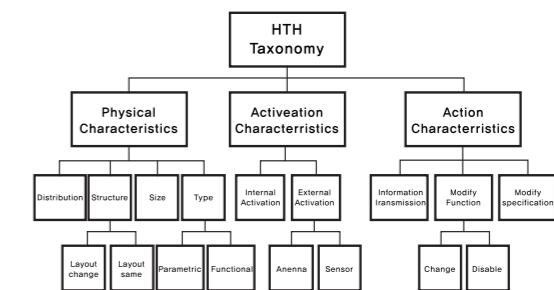 HTH
Taxonomy
Physical
Characteristics
Activeation
Characterristics
Action
Characterristics
Distribution
Structure
Size
Type
Internal
Activation
External
Activation
Information
Iransmission
Modify
Function
Modify
specification
Layout
change
Layout
same
Parametric
Functional
Anenna
Sensor
Change
Disable